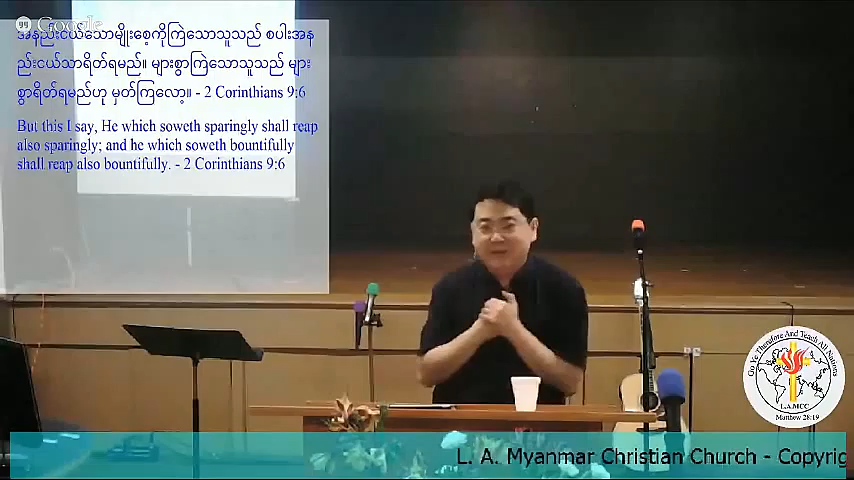 Google
အနည်းငယ်သောမျိုးစေ့ကိုကြဲသောသူသည် စပါးအန
ည်းငယ်သာရိတ်ရမည်။ များစွာကြဲသောသူသည် များ
စွာရိတ်ရမည်ဟု မှတ်ကြလော့။ - 2 Corinthians 9:6
But this I say, He which soweth sparingly shall reap
also sparingly; and he which soweth bountifully
shall reap also bountifully. - 2 Corinthians 9:6
Go Ye Therefore And Teach All Nations
L.A.M.C.C
Matthew 28:19
L. A. Myanmar Christian Church - Copyrig